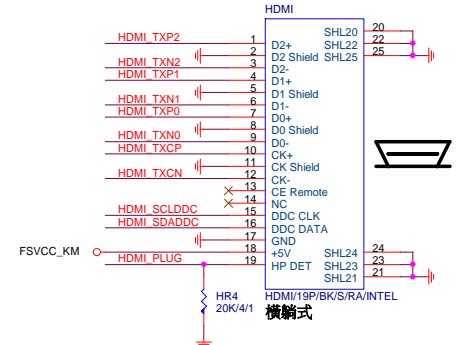 HDMI
HDMI_TXP2 1 D2+ SHL20 20
2 D2 Shield SHL22 22
HDMI_TXN2 3 D2- SHL25 25
HDMI_TXP1 4 D1+
5 D1 Shield
HDMI_TXN1 6 D1-
HDMI_TXP0 7 D0+
8 D0 Shield
HDMI_TXN0 9 D0-
HDMI_TXCP 10 CK+
11 CK Shield
HDMI_TXCN 12 CK-
13 CE Remote
14 NC
HDMI_SCLDDC 15 DDC CLK
HDMI_SDADDC 16 DDC DATA
17 GND
FSVCC_KM 18 +5V SHL24 24
HDMI_PLUG 19 HP DET SHL23 23
SHL21 21
HR4 HDMI/19P/BK/S/RA/INTEL
20K/4/1 橫躺式